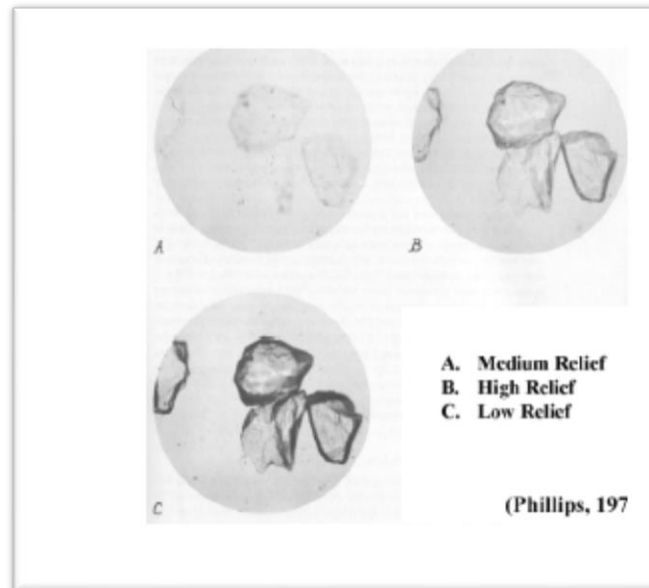 A
B
C
A. Medium Relief
B. High Relief
C. Low Relief
(Phillips, 197